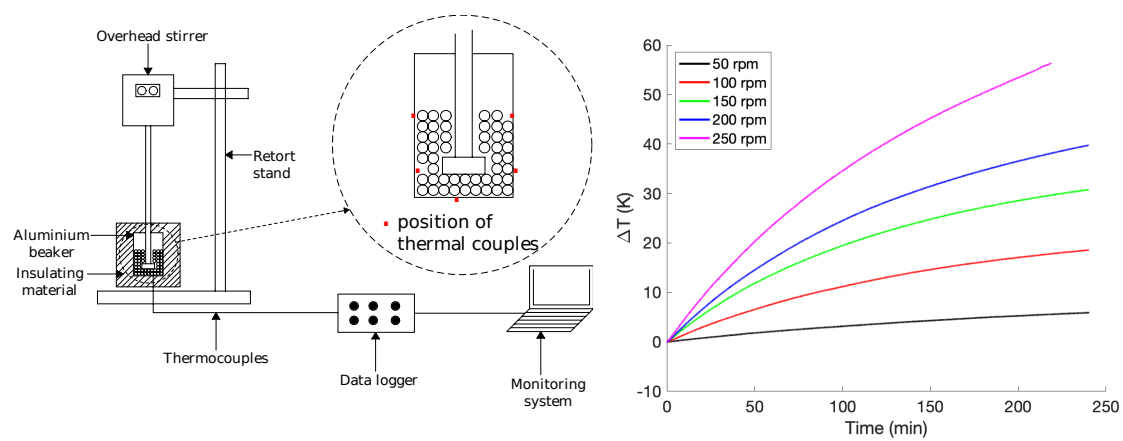 Overhead stirrer
Retort
stand
Aluminium
beaker
Insulating
material
Thermocouples
position of
thermal couples
Data logger
Monitoring
system
60
50
40
30
20
10
0
-10
ΔT (K)
50 rpm
100 rpm
150 rpm
200 rpm
250 rpm
0
50
100
150
200
250
Time (min)